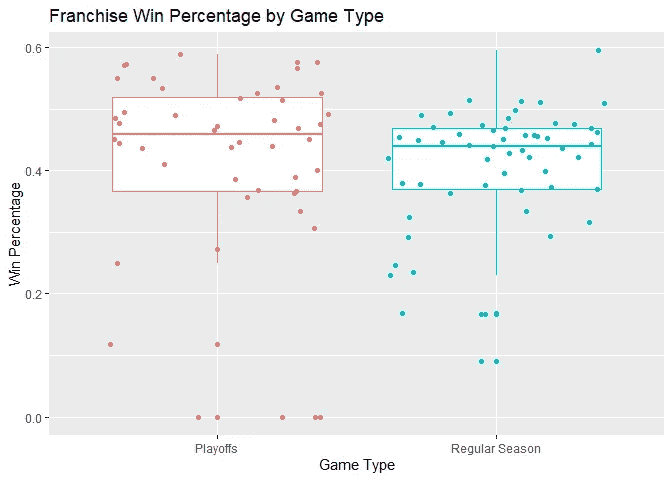 Franchise Win Percentage by Game Type
0.6
0.4
0.2
0.0
Win Percentage
Playoffs
Regular Season
Game Type